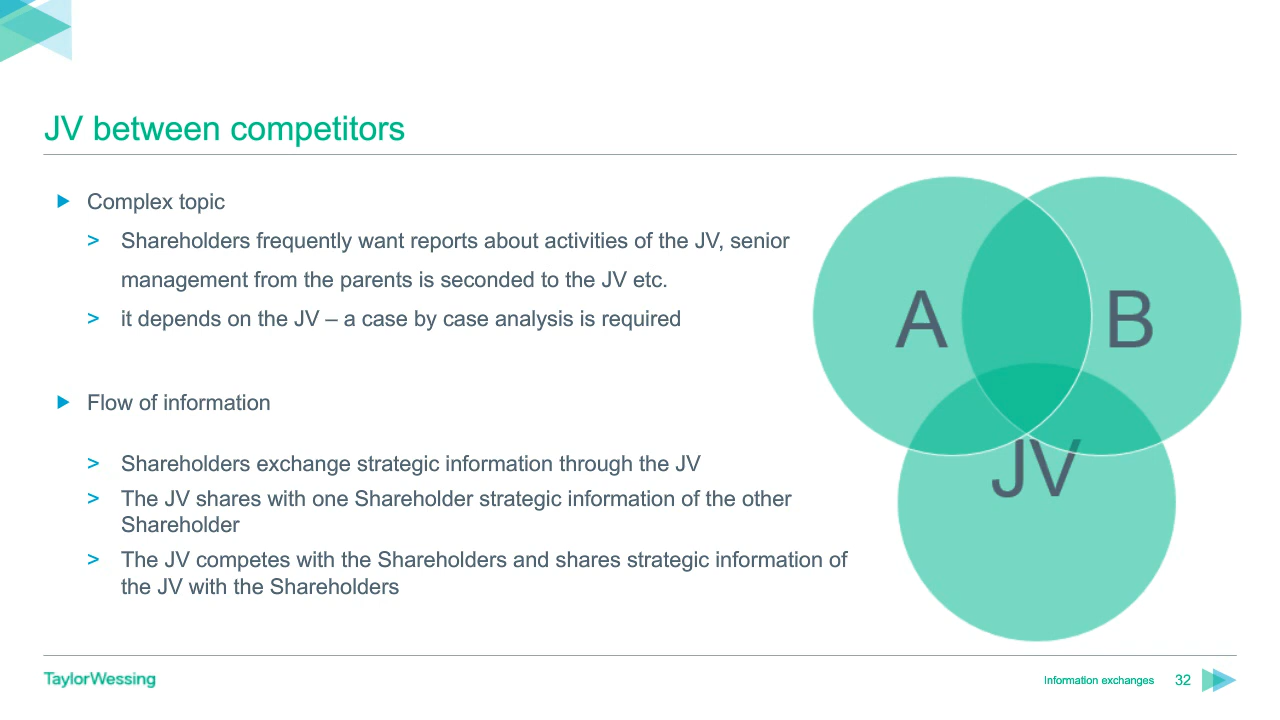 JV between competitors
Complex topic
> Shareholders frequently want reports about activities of the JV, senior
management from the parents is seconded to the JV etc.
> it depends on the JV – a case by case analysis is required
Flow of information
> Shareholders exchange strategic information through the JV
> The JV shares with one Shareholder strategic information of the other
Shareholder
> The JV competes with the Shareholders and shares strategic information of
the JV with the Shareholders
A
B
JV
TaylorWessing
Information exchanges
32